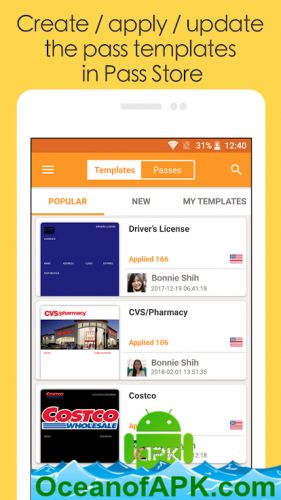 Create / apply / update
the pass templates
in Pass Store
31% 12:40
Templates Passes
POPULAR NEW MY TEMPLATES
Driver's License
Applied 166
Bonnie Shih
2017-12-19 06:41:18
CVS/pharmacy
CVS/Pharmacy
Applied 106
Bonnie Shih
2018-02-01 13:51:35
Costco
COSTCO
WHOLESALE
Applied
APK
OceanofAPK.com